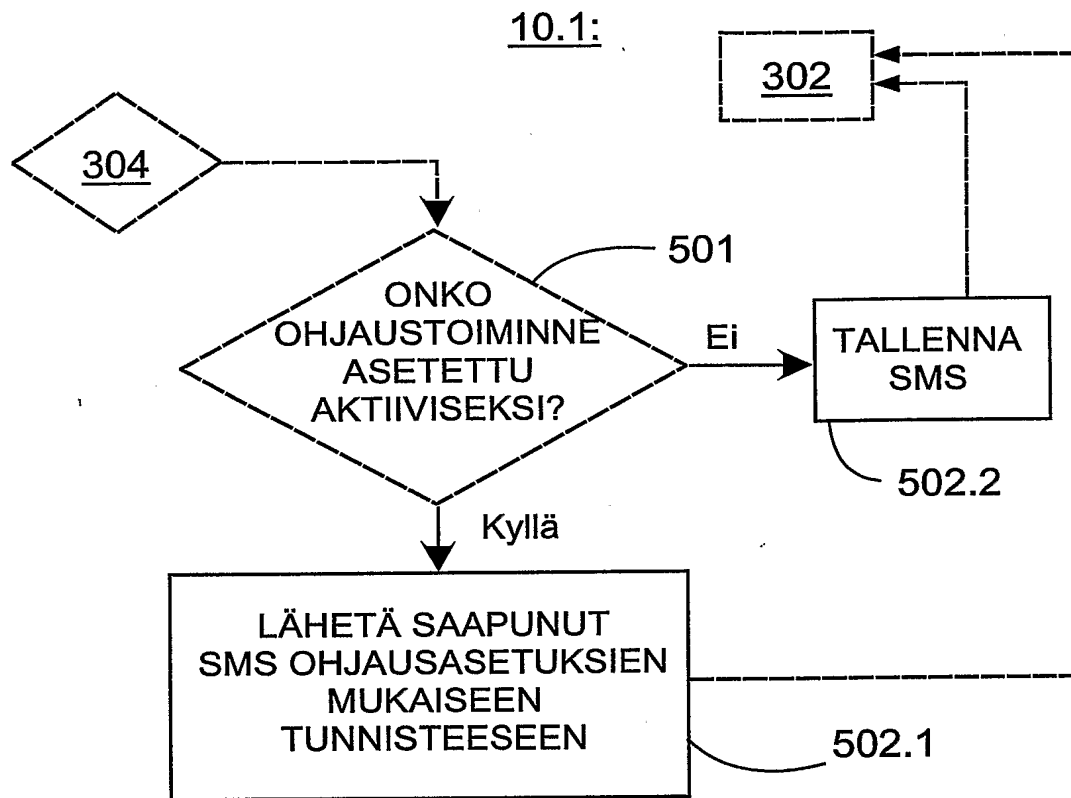 10.1:
302
304
501
ONKO
OHJAUSTOIMINNE
ASETETTU
AKTIIVISEKSI?
Ei
TALLENNA
SMS
502.2
Kyllä
LÄHETÄ SAAPUNUT
SMS OHJAUSASETUKSIEN
MUKAISEEN
TUNNISTEESEEN
502.1